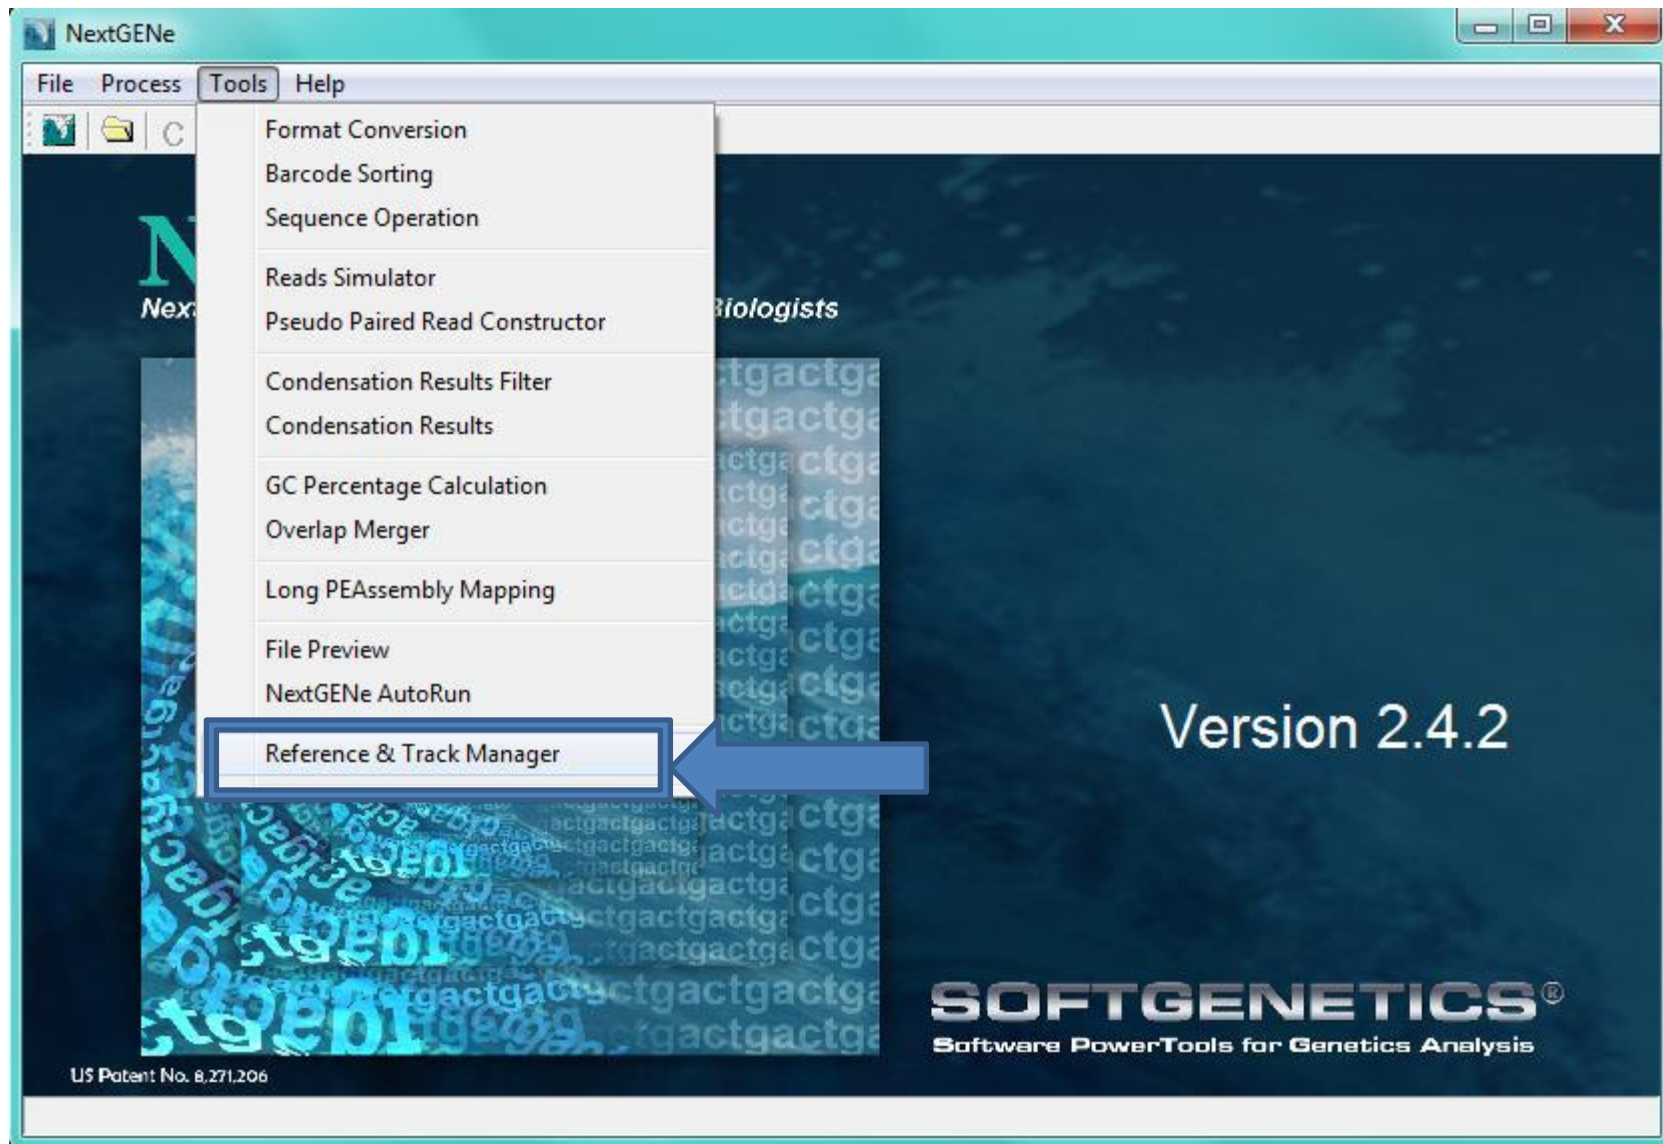 NextGENe
File Process Tools Help
C
Format Conversion
Barcode Sorting
Sequence Operation
Reads Simulator
Pseudo Paired Read Constructor
Condensation Results Filter
Condensation Results
GC Percentage Calculation
Overlap Merger
Long PEAssembly Mapping
File Preview
NextGENe AutoRun
Reference & Track Manager
N
Nex
Biologists
Version 2.4.2
SOFTGENETICS®
Software PowerTools for Genetics Analysis
US Patent No. 8,271,206